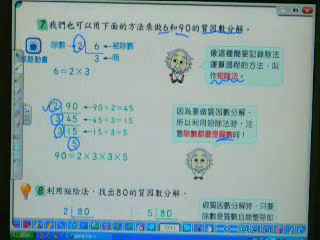 7 我們也可以用下面的方法來做6和90的質因數分解。
除數→2 6←被除數
3←商
6=2×3
像這種簡要記錄除法
運算過程的方法,叫
作短除法。
2 90 ←90÷2=45
3 45 ←45÷3=15
3 15 ←15÷3=5
5
90=2×3×3×5
因為要做質因數分解,
所以利用短除法時,注
意除數都要是質數呵!
8 利用短除法,找出80的質因數分解。
2 80 5 80
做質因數分解時,只要
除數是質數且能整除即